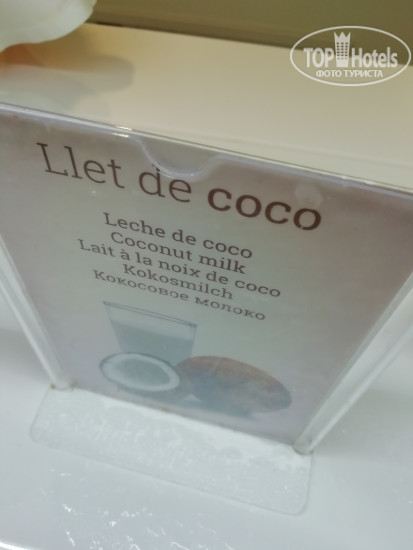 TOP Hotels
ФОТО ТУРИСТА
Llet de coco
Leche de coco
Coconut milk
Lait à la noix de coco
Kokosmilch
Кокосовое молоко